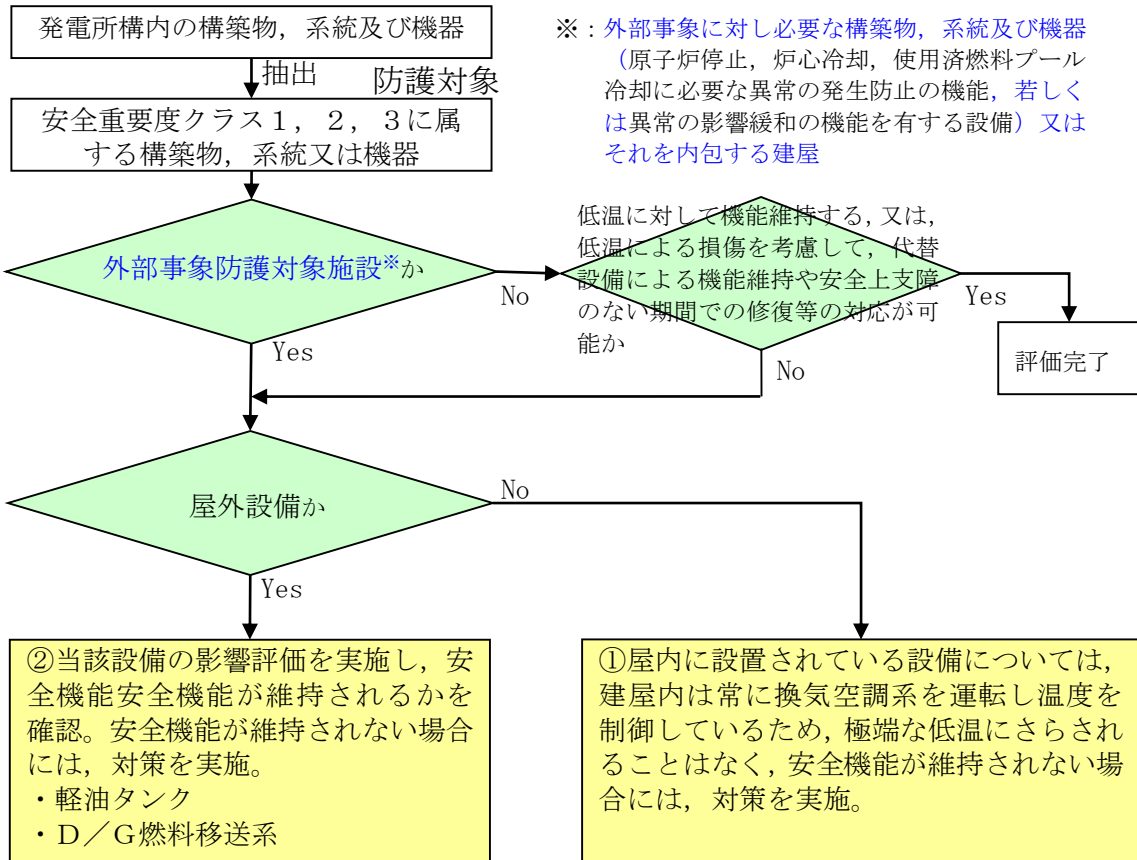 発電所構内の構築物，系統及び機器
抽出
防護対象
安全重要度クラス１，２，３に属
する構築物，系統又は機器
※：外部事象に対し必要な構築物，系統及び機器
（原子炉停止，炉心冷却，使用済燃料プール
冷却に必要な異常の発生防止の機能，若しく
は異常の影響緩和の機能を有する設備）又は
それを内包する建屋
外部事象防護対象施設※か
No
Yes
低温に対して機能維持する，又は，
低温による損傷を考慮して，代替
設備による機能維持や安全上支障
のない期間での修復等の対応が可
能か
Yes
No
評価完了
屋外設備か
No
Yes
②当該設備の影響評価を実施し，安
全機能安全機能が維持されるかを
確認。安全機能が維持されない場合
には，対策を実施。
・軽油タンク
・Ｄ／Ｇ燃料移送系
①屋内に設置されている設備については，
建屋内は常に換気空調系を運転し温度を
制御しているため，極端な低温にさらされ
ることはなく，安全機能が維持されない場
合には，対策を実施。